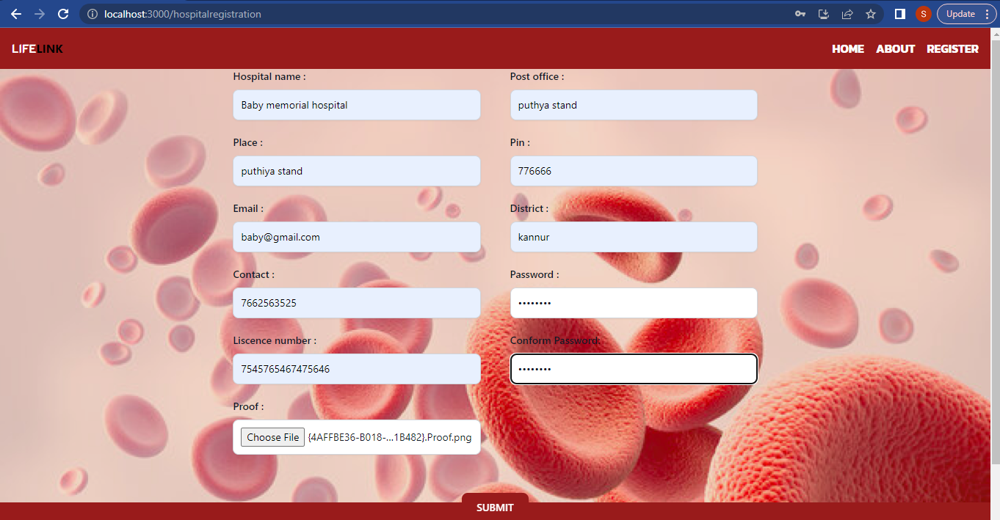 localhost:3000/hospitalregistration
S
Update
LIFELINK
HOME ABOUT REGISTER
Hospital name :
Baby memorial hospital
Post office :
puthya stand
Place :
puthiya stand
Pin :
776666
Email :
baby@gmail.com
District :
kannur
Contact :
7662563525
Password :
••••••••
Liscence number :
7545765467475646
Conform Password:
••••••••
Proof :
Choose File {4AFFBE36-B018-...1B482}.Proof.png
SUBMIT